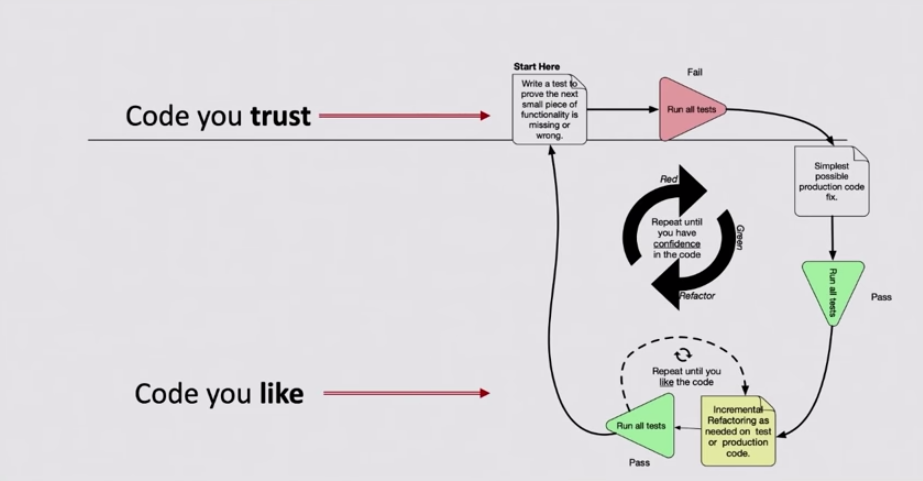 Start Here
Fail
Code you trust
Write a test to
prove the next
small piece of
functionality is
missing or
wrong.
Run all tests
Simplest
possible
production code
fix.
Red
Green
Refactor
Repeat until
you have
confidence
in the code
Run all tests
Pass
Code you like
Repeat until you
like the code
Incremental
Refactoring as
needed on test
or production
code.
Run all tests
Pass